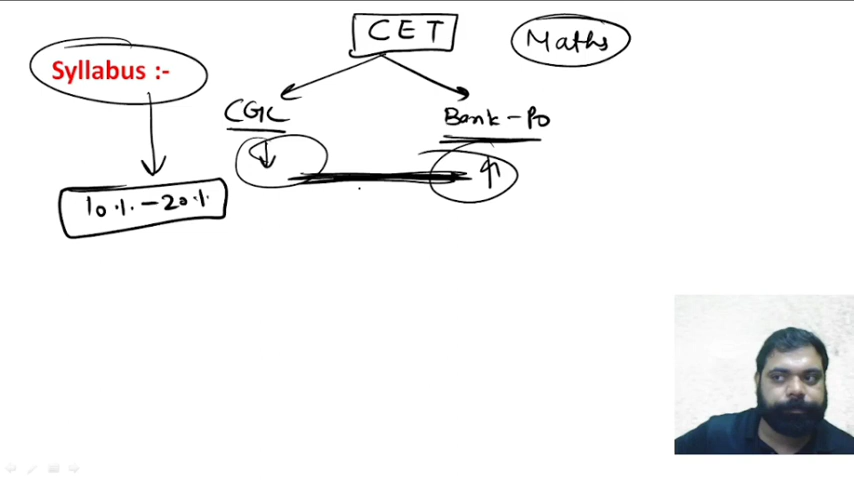 CET
Maths
Syllabus :-
CGL
Bank-PO
10%-20%